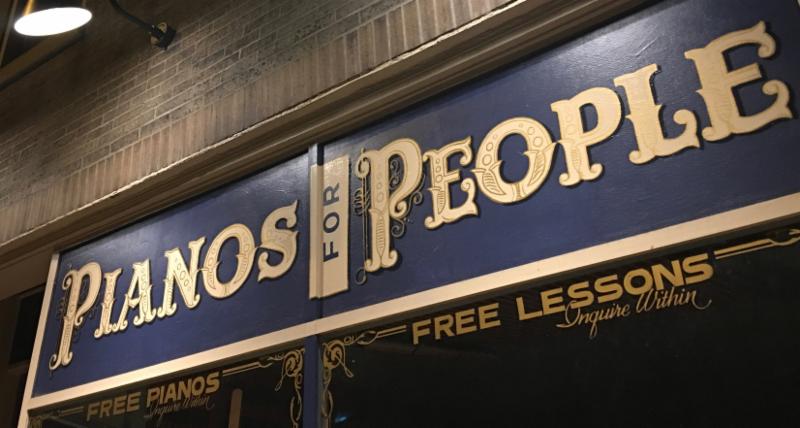 PIANOS FOR PEOPLE
FREE PIANOS
Inquire Within
FREE LESSONS
Inquire Within